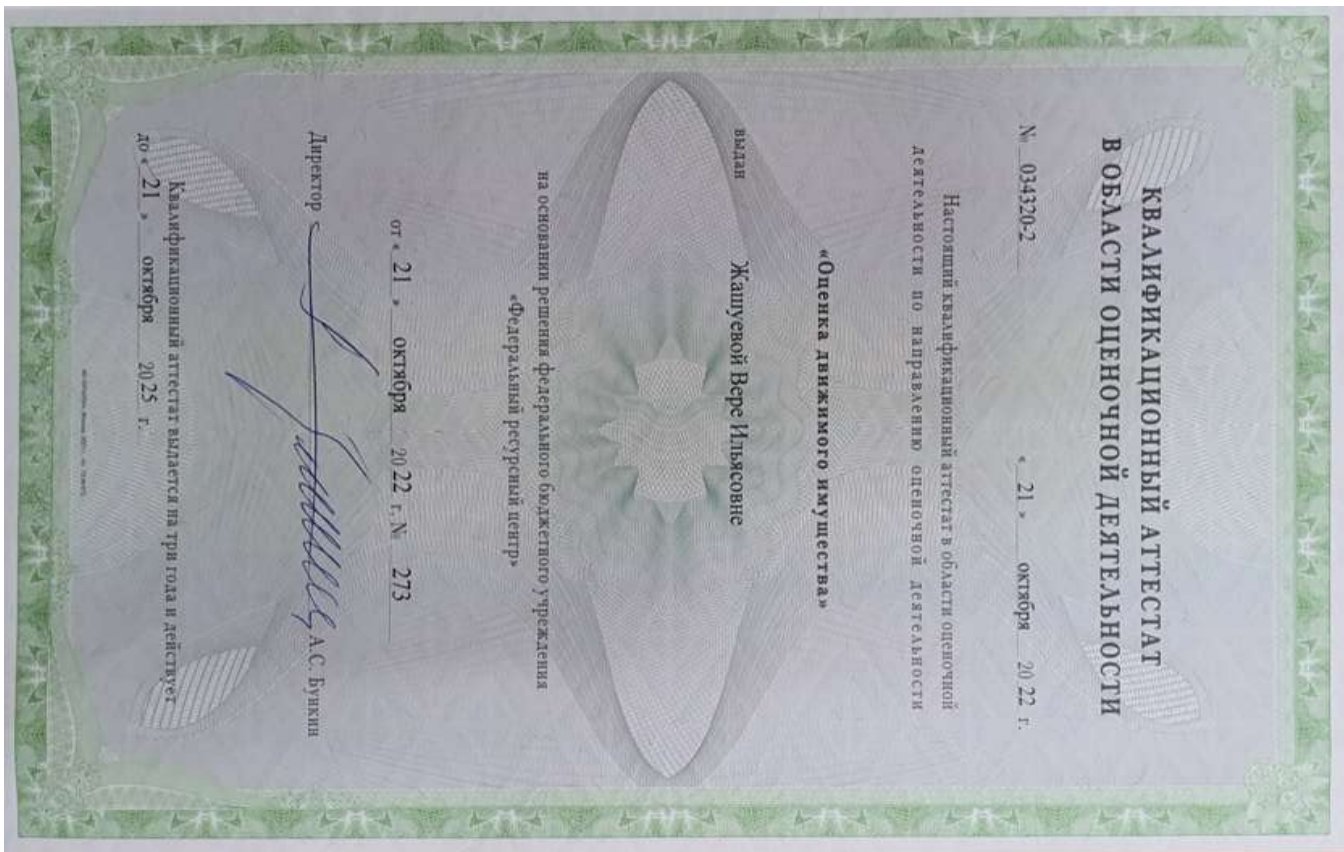 КВАЛИФИКАЦИОННЫЙ АТТЕСТАТ
В ОБЛАСТИ ОЦЕНОЧНОЙ ДЕЯТЕЛЬНОСТИ
№ 034320-2 « 21 » октября 20 22 г.
Настоящий квалификационный аттестат в области оценочной
деятельности по направлению оценочной деятельности
«Оценка движимого имущества»
выдан Жашуевой Вере Ильясовне
на основании решения федерального бюджетного учреждения
«Федеральный ресурсный центр»
от « 21 » октября 20 22 г. № 273
Директор А.С. Бункин
Квалификационный аттестат выдается на три года и действует
до « 21 » октября 20 25 г.